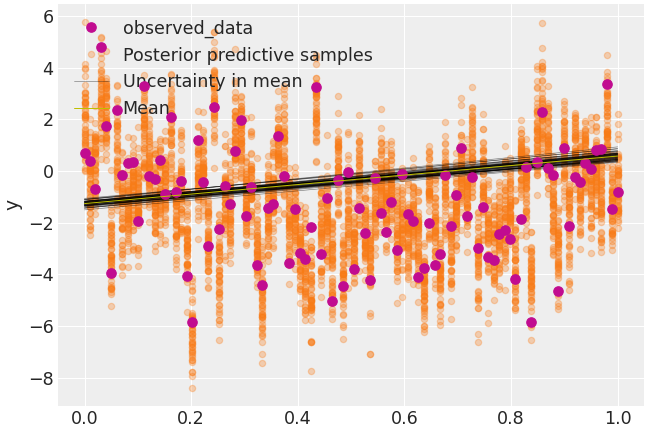 observed_data
Posterior predictive samples
Uncertainty in mean
Mean
y
6
4
2
0
−2
−4
−6
−8
0.0 0.2 0.4 0.6 0.8 1.0